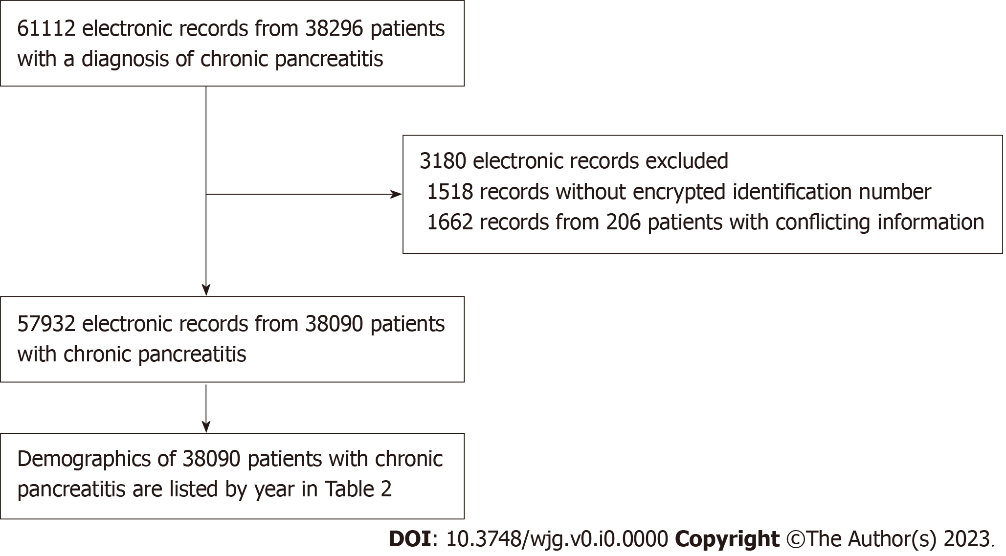 61112 electronic records from 38296 patients
with a diagnosis of chronic pancreatitis
3180 electronic records excluded
1518 records without encrypted identification number
1662 records from 206 patients with conflicting information
57932 electronic records from 38090 patients
with chronic pancreatitis
Demographics of 38090 patients with chronic
pancreatitis are listed by year in Table 2
DOI: 10.3748/wjg.v0.i0.0000 Copyright ©The Author(s) 2023.